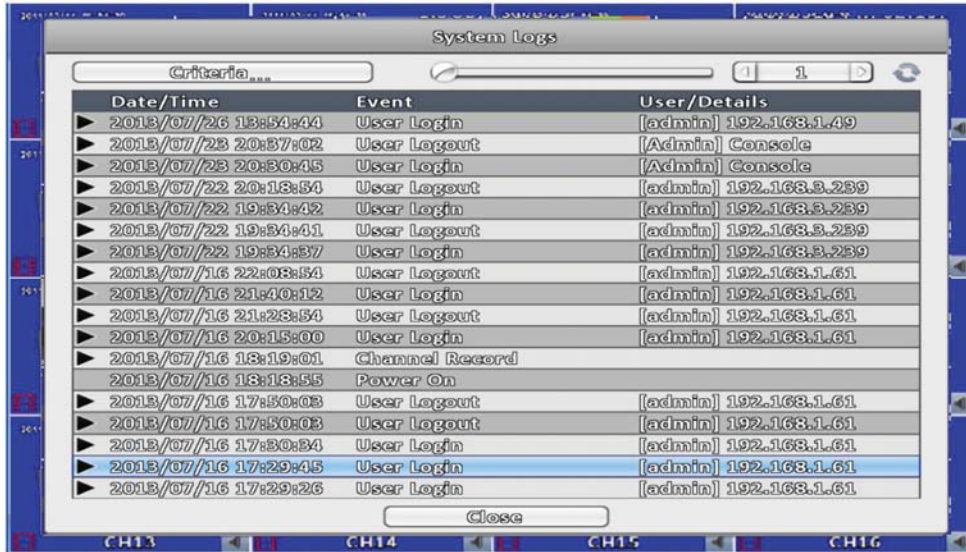 System Logs
Criteria...
1
Date/Time Event User/Details
2013/07/26 13:54:44 User Login [admin] 192.168.1.49
2013/07/23 20:37:02 User Logout [Admin] Console
2013/07/23 20:30:45 User Login [Admin] Console
2013/07/22 20:18:54 User Logout [admin] 192.168.3.239
2013/07/22 19:34:42 User Login [admin] 192.168.3.239
2013/07/22 19:34:41 User Logout [admin] 192.168.3.239
2013/07/22 19:34:37 User Login [admin] 192.168.3.239
2013/07/16 22:08:54 User Logout [admin] 192.168.1.61
2013/07/16 21:40:12 User Login [admin] 192.168.1.61
2013/07/16 21:28:54 User Logout [admin] 192.168.1.61
2013/07/16 20:15:00 User Login [admin] 192.168.1.61
2013/07/16 18:19:01 Channel Record
2013/07/16 18:18:55 Power On
2013/07/16 17:50:03 User Logout [admin] 192.168.1.61
2013/07/16 17:50:03 User Logout [admin] 192.168.1.61
2013/07/16 17:30:34 User Login [admin] 192.168.1.61
2013/07/16 17:29:45 User Login [admin] 192.168.1.61
2013/07/16 17:29:26 User Login [admin] 192.168.1.61
Close
CH13 CH14 CH15 CH16